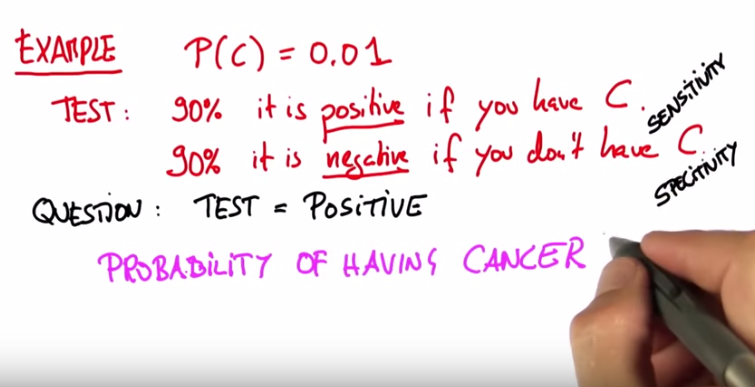 EXAMPLE P(C) = 0.01
TEST: 90% it is positive if you have C.
SENSITIVITY
90% it is negative if you don't have C.
SPECITIVITY
QUESTION: TEST = POSITIVE
PROBABILITY OF HAVING CANCER